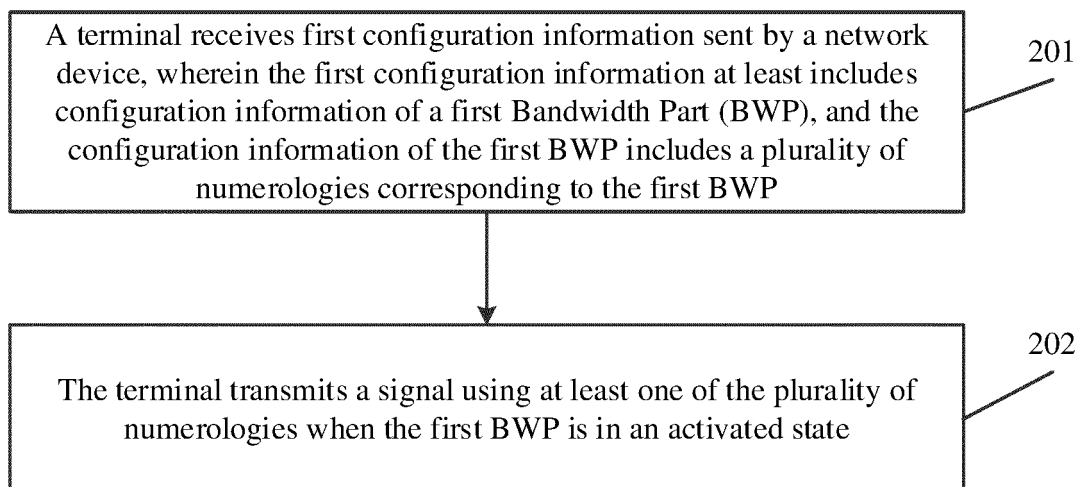 A terminal receives first configuration information sent by a network
device, wherein the first configuration information at least includes
configuration information of a first Bandwidth Part (BWP), and the
configuration information of the first BWP includes a plurality of
numerologies corresponding to the first BWP
201
The terminal transmits a signal using at least one of the plurality of
numerologies when the first BWP is in an activated state
202